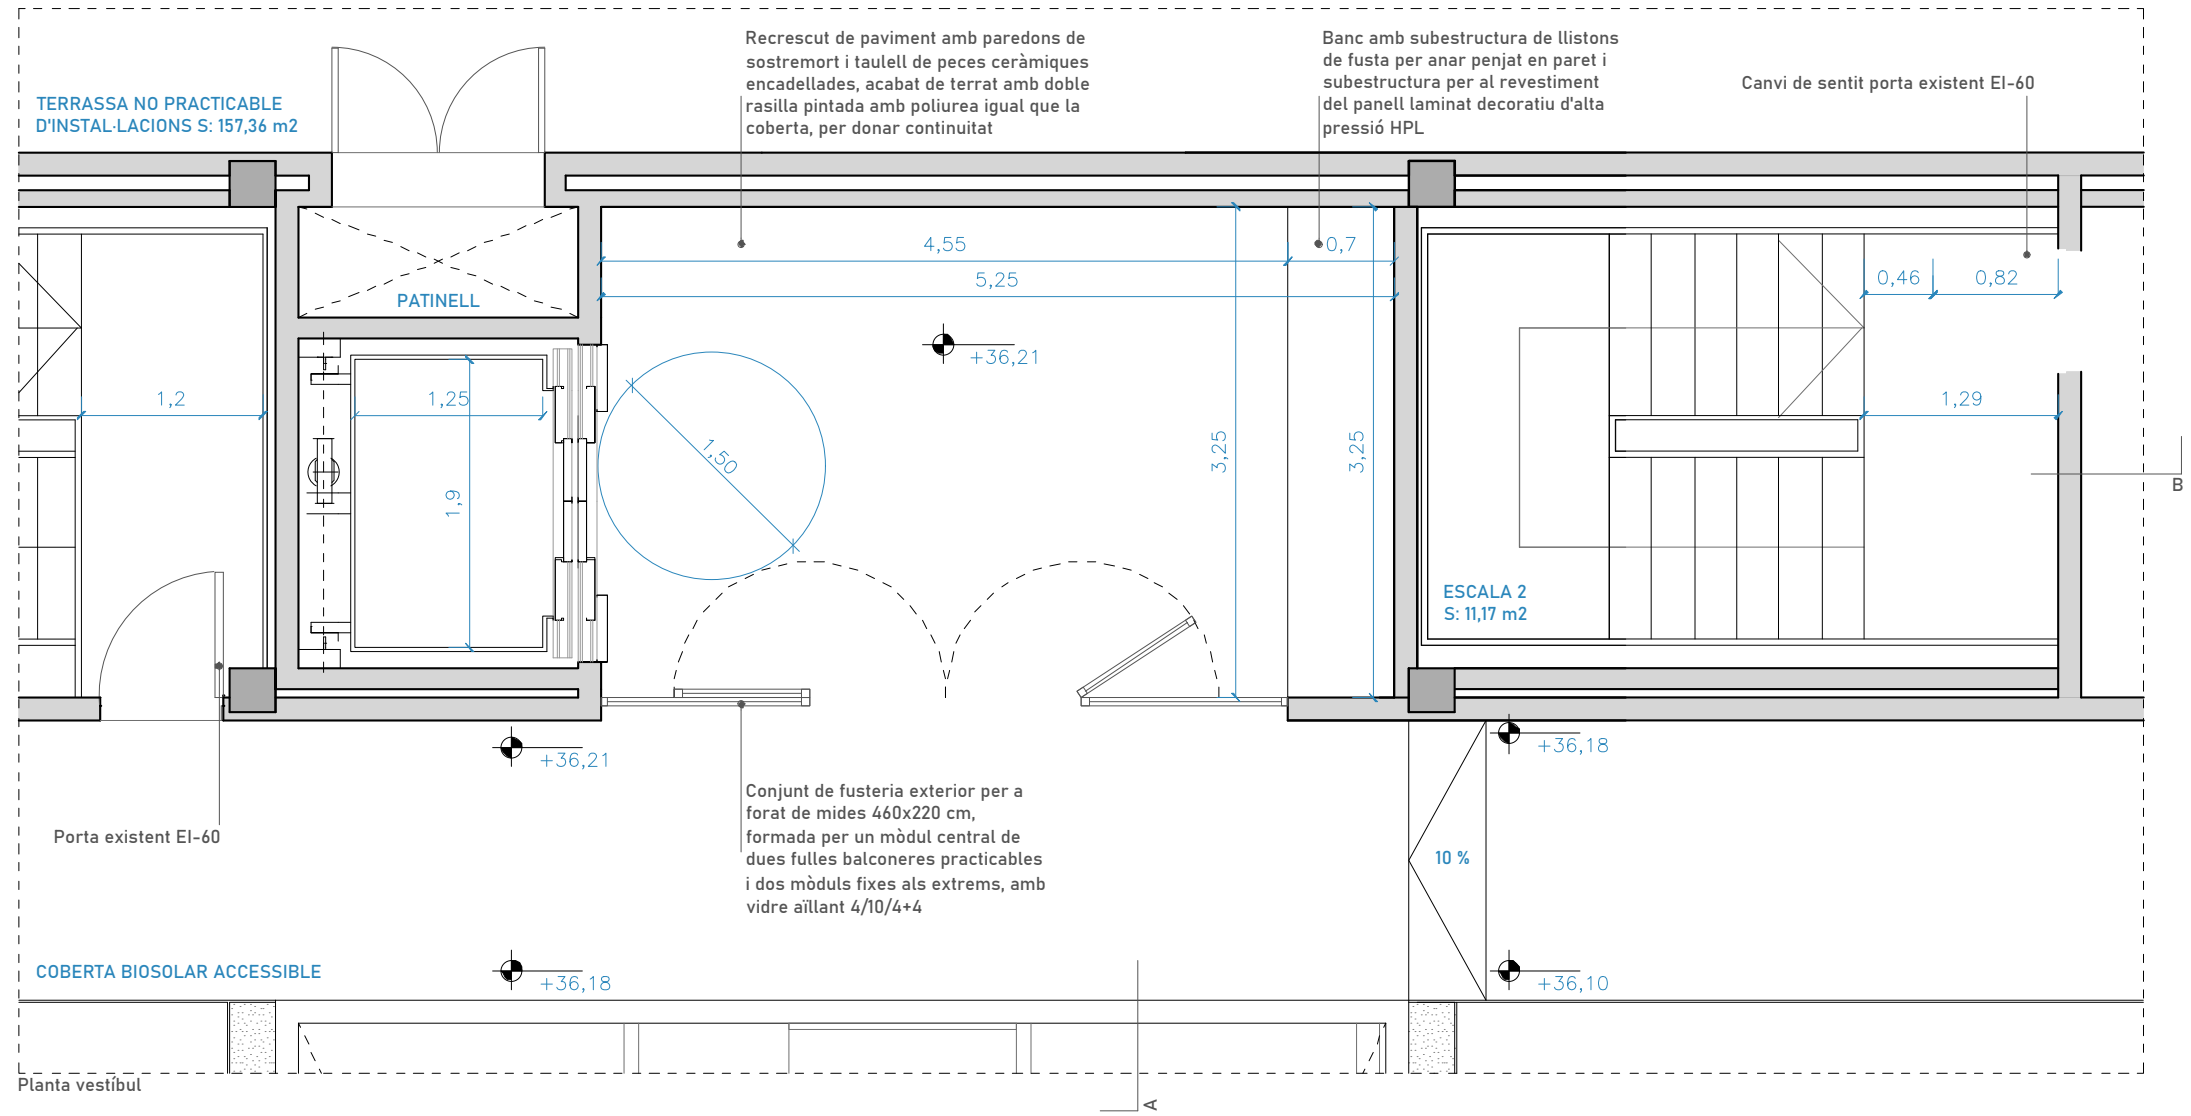 Recrescut de paviment amb paredons de
sostremort i taulell de peces ceràmiques
encadellades, acabat de terrat amb doble
rasilla pintada amb poliurea igual que la
coberta, per donar continuitat
Banc amb subestructura de llistons
de fusta per anar penjat en paret i
subestructura per al revestiment
del panell laminat decoratiu d'alta
pressió HPL
Canvi de sentit porta existent EI-60
TERRASSA NO PRACTICABLE
D'INSTAL·LACIONS S: 157,36 m2
4,55
0,7
5,25
0,46
0,82
PATINELL
+36,21
1,2
1,25
1,29
1,50
3,25
3,25
1,9
B
ESCALA 2
S: 11,17 m2
+36,21
+36,18
Conjunt de fusteria exterior per a
forat de mides 460x220 cm,
formada per un mòdul central de
dues fulles balconeres practicables
i dos mòduls fixes als extrems, amb
vidre aïllant 4/10/4+4
Porta existent EI-60
10 %
COBERTA BIOSOLAR ACCESSIBLE
+36,18
+36,10
Planta vestíbul
A